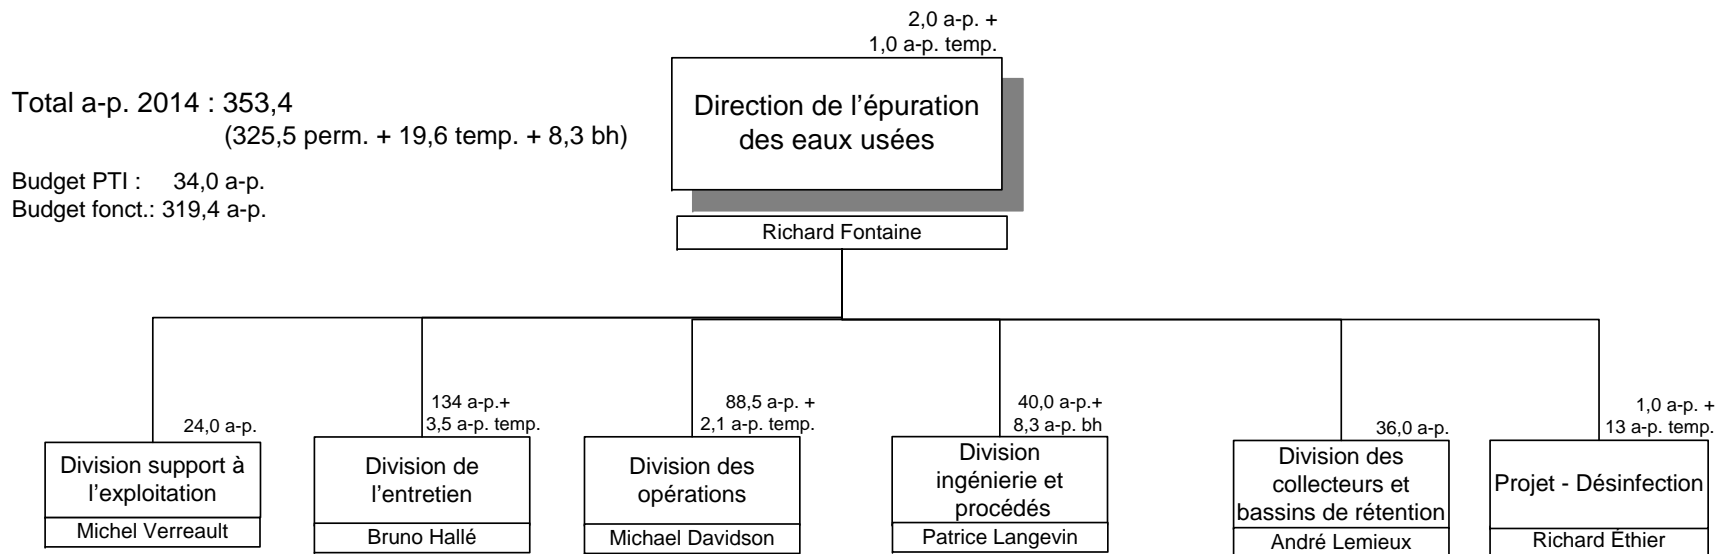 2,0 a-p. +
1,0 a-p. temp.
Direction de l'épuration
des eaux usées
Richard Fontaine
Total a-p. 2014 : 353,4
(325,5 perm. + 19,6 temp. + 8,3 bh)
Budget PTI : 34,0 a-p.
Budget fonct.: 319,4 a-p.
24,0 a-p.
Division support à
l'exploitation
Michel Verreault
134 a-p.+
3,5 a-p. temp.
Division de
l'entretien
Bruno Hallé
88,5 a-p. +
2,1 a-p. temp.
Division des
opérations
Michael Davidson
40,0 a-p.+
8,3 a-p. bh
Division
ingénierie et
procédés
Patrice Langevin
36,0 a-p.
Division des
collecteurs et
bassins de rétention
André Lemieux
1,0 a-p. +
13 a-p. temp.
Projet - Désinfection
Richard Éthier